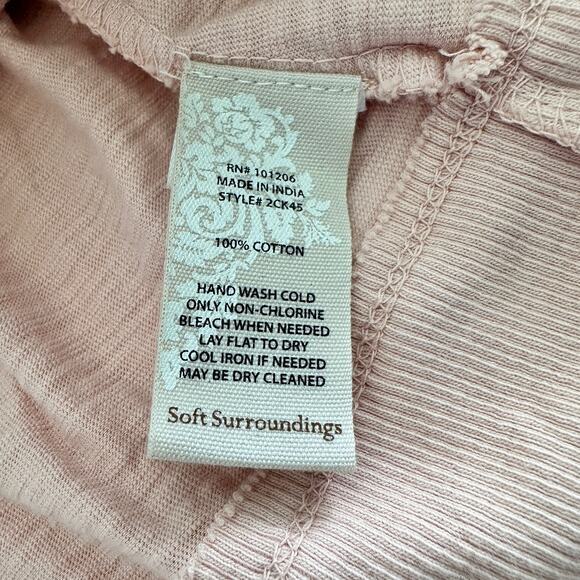 RN# 101206
MADE IN INDIA
STYLE# 2CK45
100% COTTON
HAND WASH COLD
ONLY NON-CHLORINE
BLEACH WHEN NEEDED
LAY FLAT TO DRY
COOL IRON IF NEEDED
MAY BE DRY CLEANED
Soft Surroundings